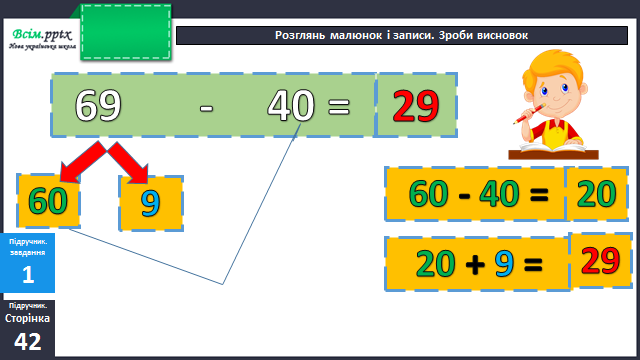 Всім.pptx
Нова українська школа
Розглянь малюнок і записи. Зроби висновок
69 - 40 = 29
60 9
60 - 40 = 20
20 + 9 = 29
Підручник.
завдання
1
Підручник.
Сторінка
42